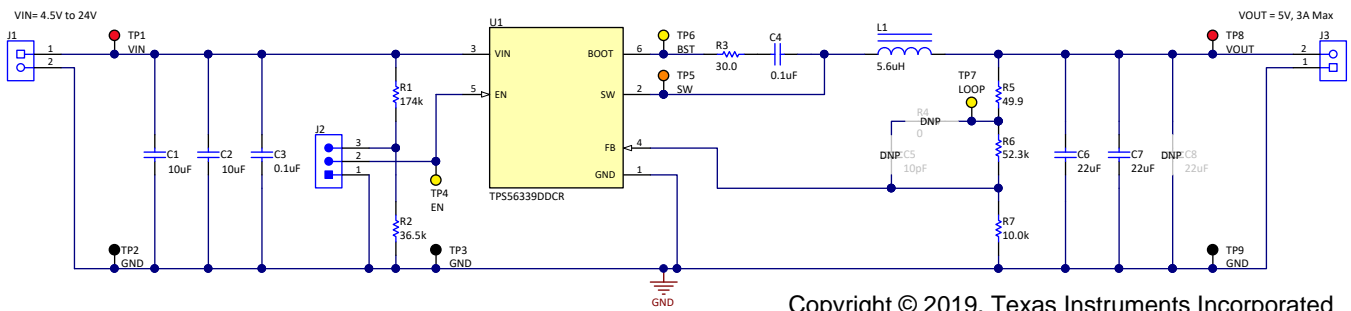 VIN= 4.5V to 24V
VOUT = 5V, 3A Max
J1
1
2
TP1
VIN
U1
3
VIN
BOOT
6
TP6
BST
R3
30.0
C4
0.1uF
L1
5.6uH
TP8
VOUT
J3
2
1
R1
174k
5
EN
SW
2
TP5
SW
TP7
LOOP
R5
49.9
R4
DNP
0
J2
3
2
1
C1
10uF
C2
10uF
C3
0.1uF
FB
4
DNP
C5
10pF
R6
52.3k
C6
22uF
C7
22uF
DNP
C8
22uF
GND
1
TPS56339DDCR
TP4
EN
R2
36.5k
R7
10.0k
TP2
GND
TP3
GND
TP9
GND
GND
Copyright © 2019, Texas Instruments Incorporated